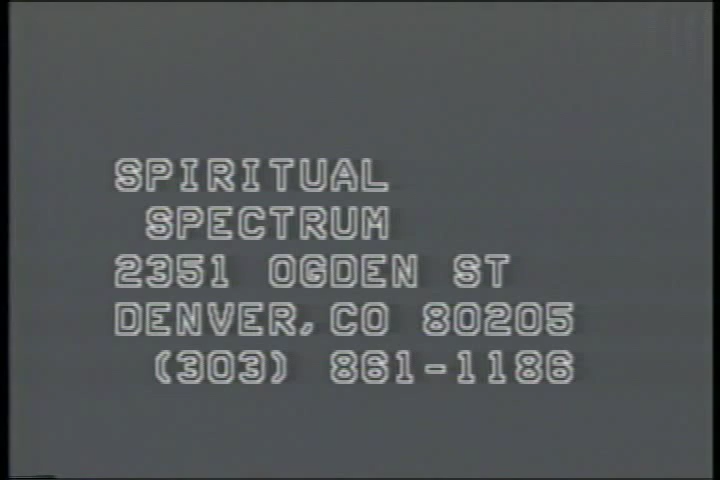 SPIRITUAL
SPECTRUM
2351 OGDEN ST
DENVER, CO 80205
(303) 861-1186